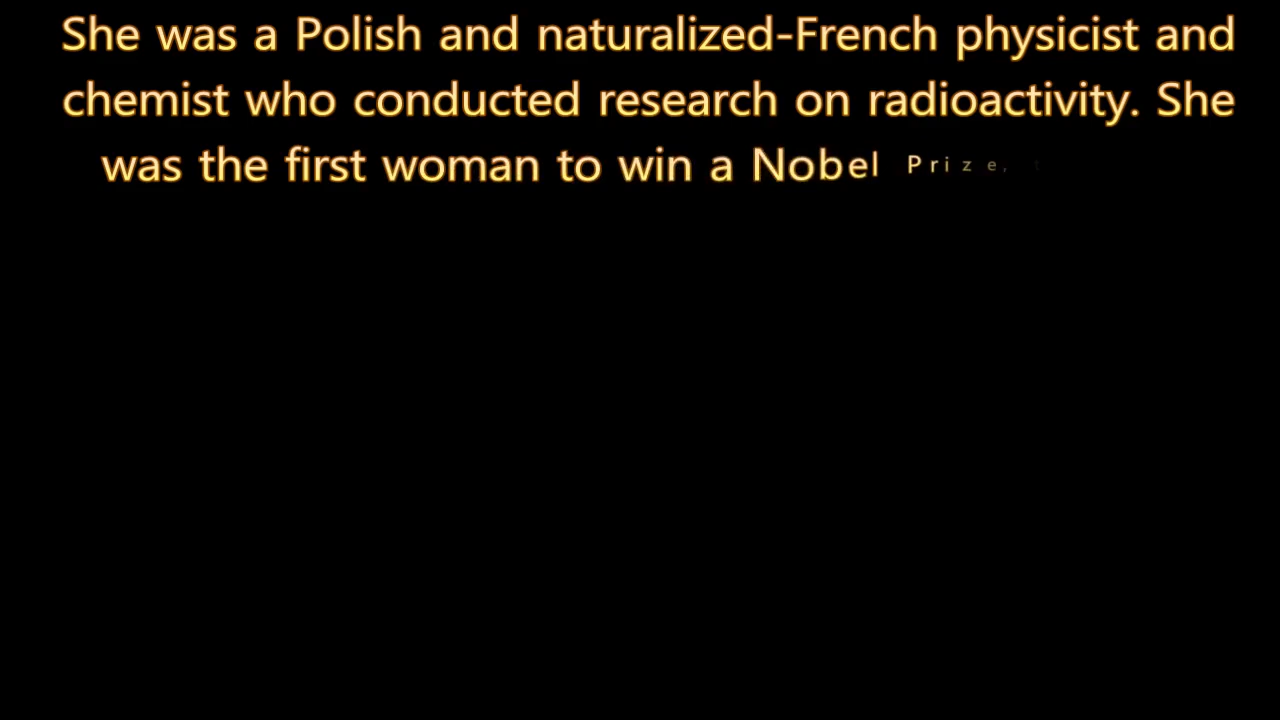 She was a Polish and naturalized-French physicist and
chemist who conducted research on radioactivity. She
was the first woman to win a Nobel Prize,